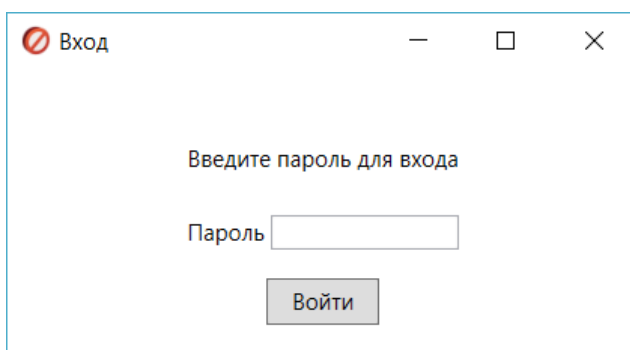 Вход
Введите пароль для входа
Пароль
Войти